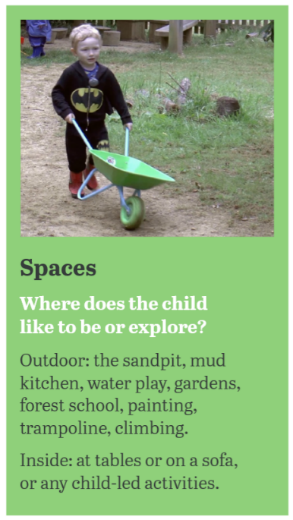 Spaces
Where does the child
like to be or explore?
Outdoor: the sandpit, mud
kitchen, water play, gardens,
forest school, painting,
trampoline, climbing.
Inside: at tables or on a sofa,
or any child-led activities.